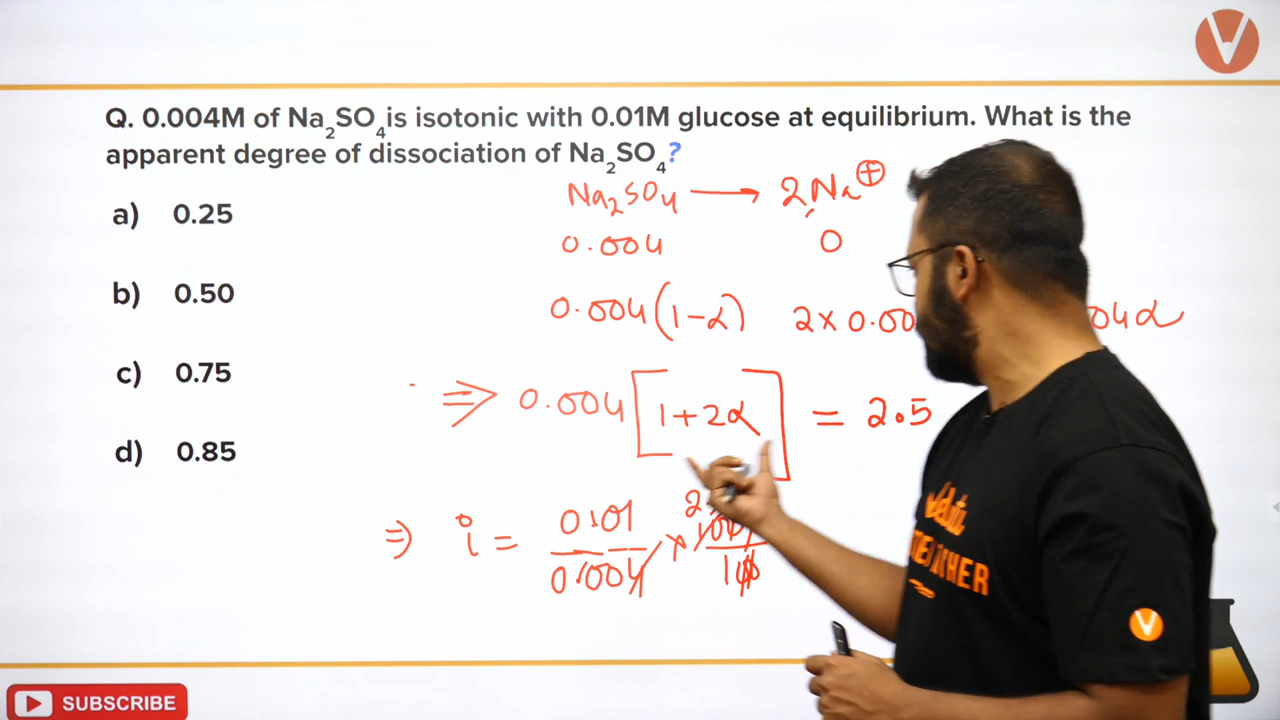 Q. 0.004M of Na₂SO₄ is isotonic with 0.01M glucose at equilibrium. What is the
apparent degree of dissociation of Na₂SO₄?
Na₂SO₄ ⟶ 2Na⊕
a) 0.25
0.004 0
b) 0.50
0.004(1-α) 2 × 0.00 04α
c) 0.75
⇒ 0.004[1+2α] = 2.5
d) 0.85
⇒ i = 0.01/0.004 ×
SUBSCRIBE